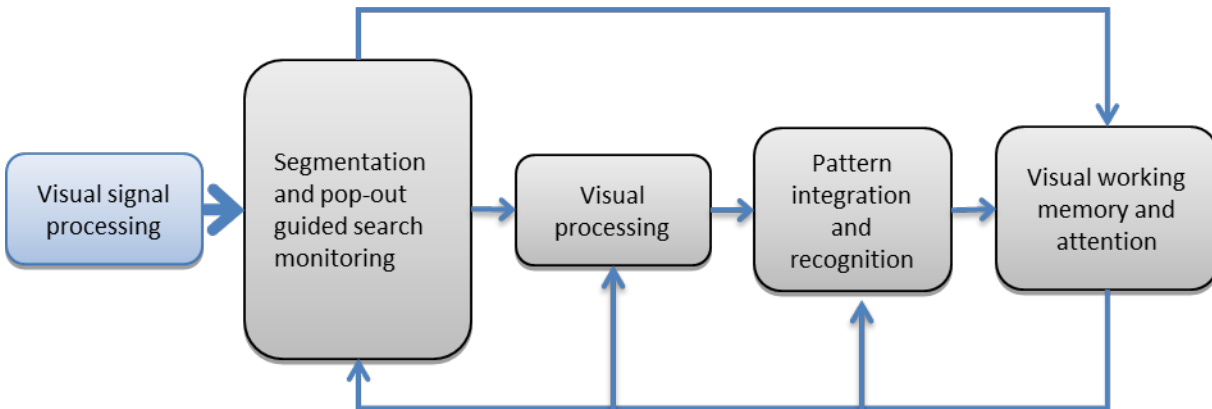 Visual signal
processing
Segmentation
and pop-out
guided search
monitoring
Visual
processing
Pattern
integration
and
recognition
Visual working
memory and
attention